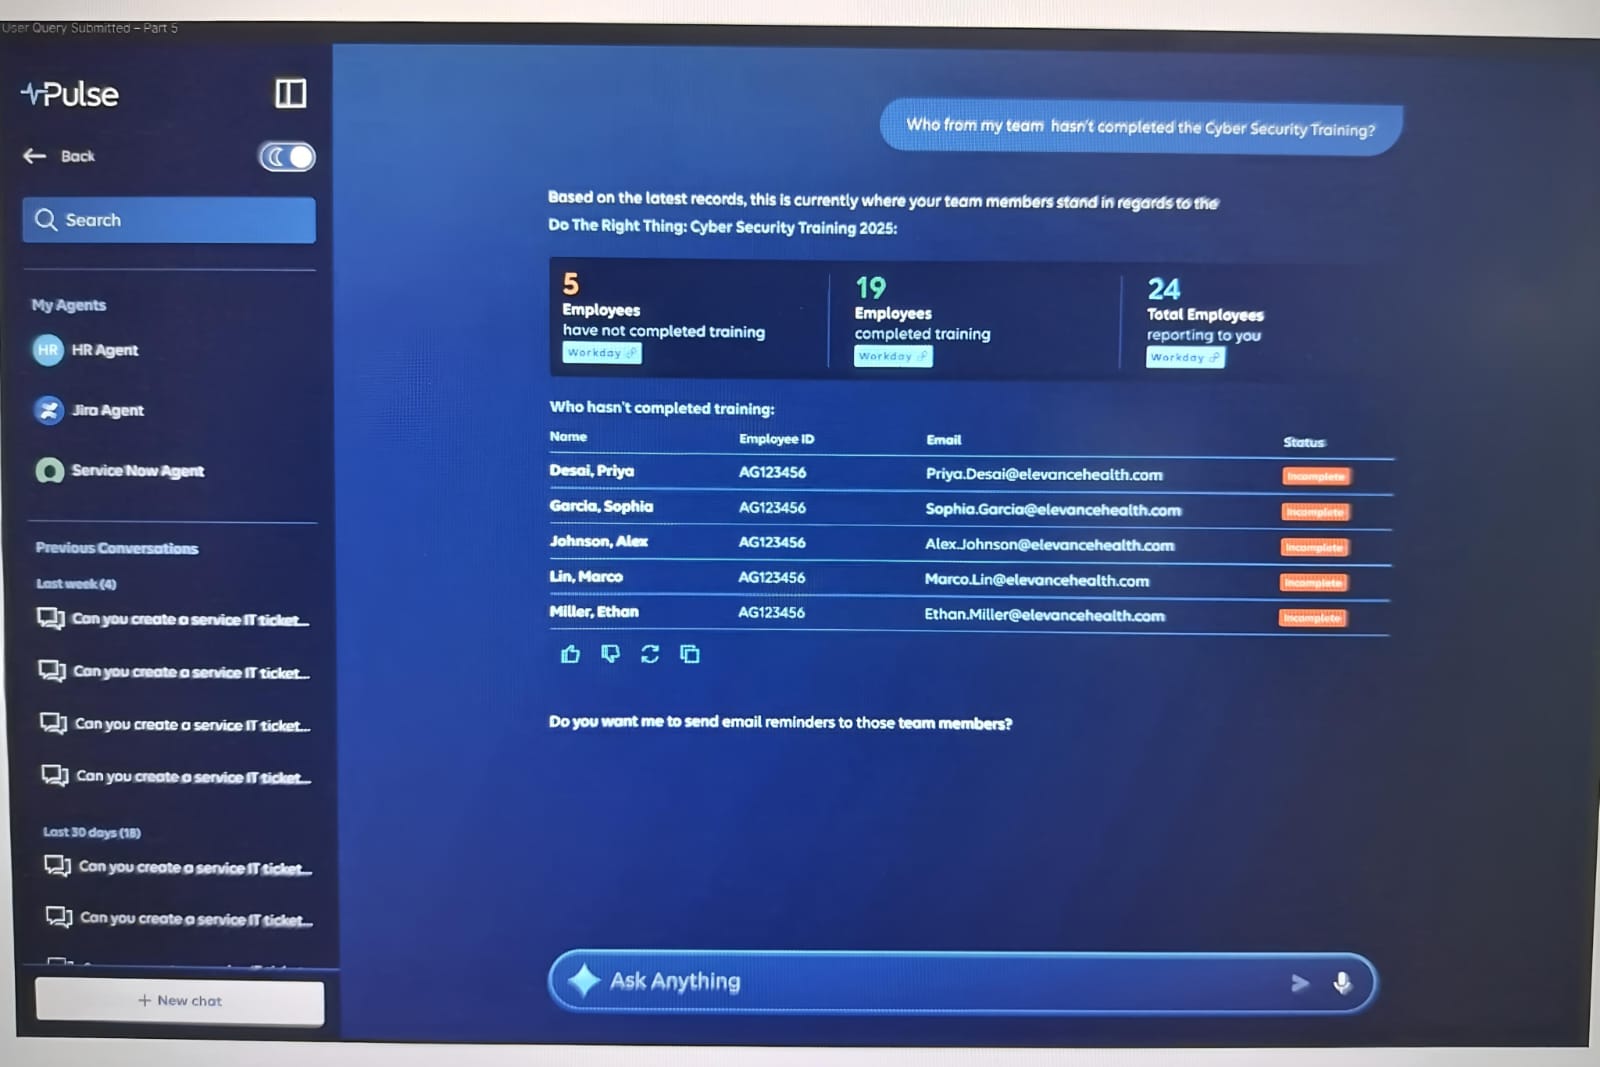 User Query Submitted – Part 5
Pulse
Back
Search
My Agents
HR HR Agent
Jira Agent
Service Now Agent
Previous Conversations
Last week (4)
Can you create a service IT ticket...
Can you create a service IT ticket...
Can you create a service IT ticket...
Can you create a service IT ticket...
Last 30 days (18)
Can you create a service IT ticket...
Can you create a service IT ticket...
+ New chat
Who from my team hasn't completed the Cyber Security Training?
Based on the latest records, this is currently where your team members stand in regards to the
Do The Right Thing: Cyber Security Training 2025:
5
Employees
have not completed training
Workday
19
Employees
completed training
Workday
24
Total Employees
reporting to you
Workday
Who hasn't completed training:
Name Employee ID Email Status
Desai, Priya AG123456 Priya.Desai@elevancehealth.com Incomplete
Garcia, Sophia AG123456 Sophia.Garcia@elevancehealth.com Incomplete
Johnson, Alex AG123456 Alex.Johnson@elevancehealth.com Incomplete
Lin, Marco AG123456 Marco.Lin@elevancehealth.com Incomplete
Miller, Ethan AG123456 Ethan.Miller@elevancehealth.com Incomplete
Do you want me to send email reminders to those team members?
Ask Anything